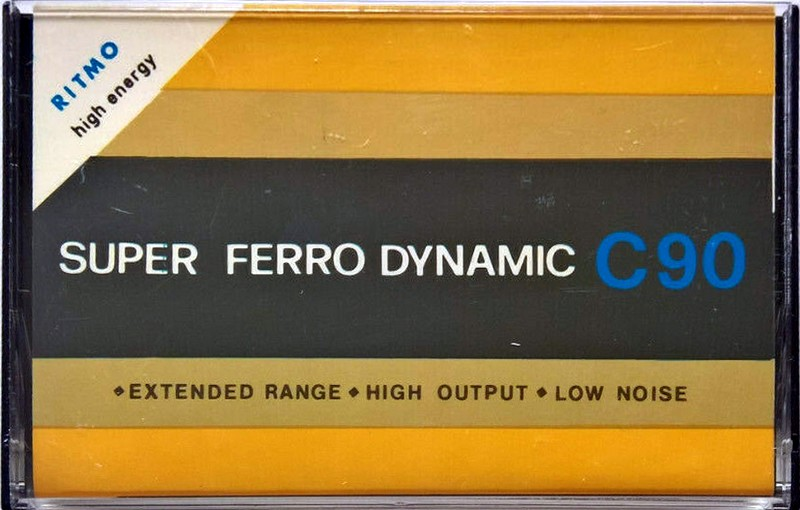 RITMO
high energy
SUPER FERRO DYNAMIC C90
◆EXTENDED RANGE ◆ HIGH OUTPUT ◆ LOW NOISE